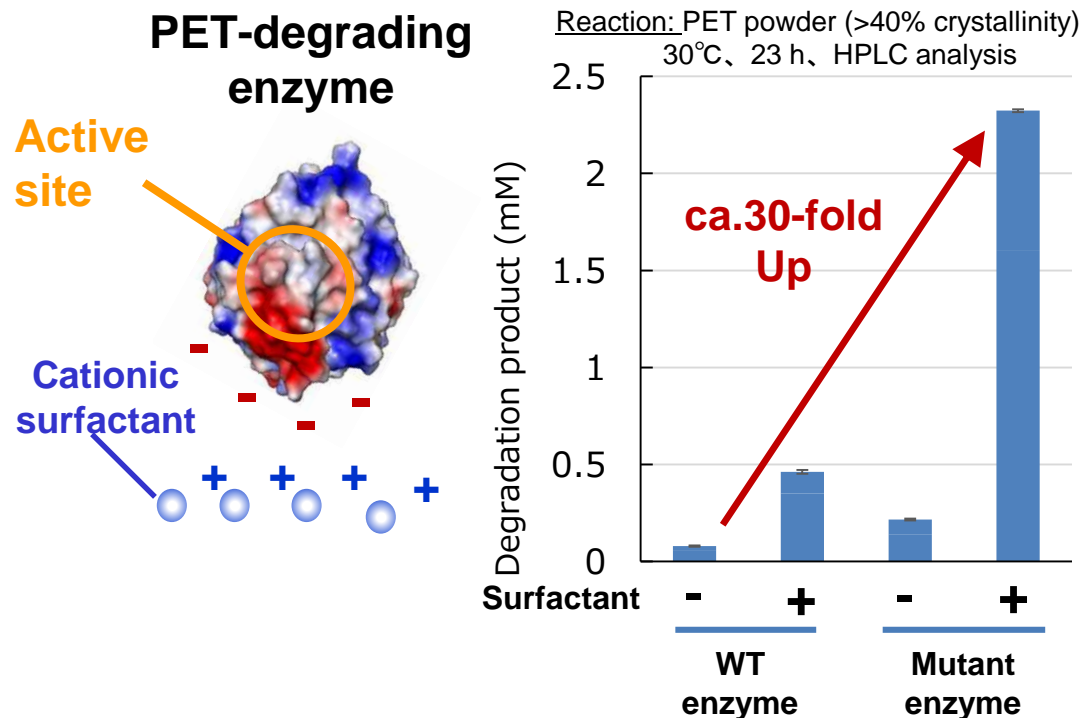 PET-degrading
enzyme
Active
site
-
-
-
-
Cationic
surfactant
+ + + +
Reaction: PET powder (>40% crystallinity)
30℃、23 h、HPLC analysis
Degradation product (mM)
2.5
2
1.5
1
0.5
0
ca.30-fold
Up
Surfactant - + - +
WT
enzyme
Mutant
enzyme